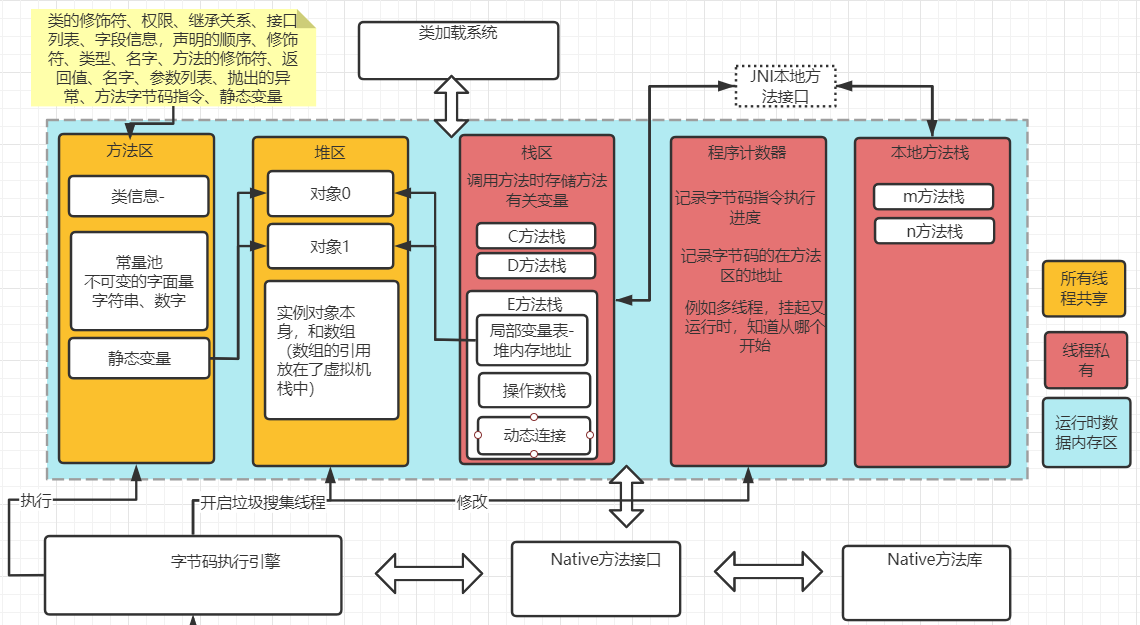 类的修饰符、权限、继承关系、接口
列表、字段信息，声明的顺序、修饰
符、类型、名字、方法的修饰符、返
回值、名字、参数列表、抛出的异
常、方法字节码指令、静态变量
类加载系统
JNI本地方
法接口
方法区
类信息-
常量池
不可变的字面量
字符串、数字
静态变量
堆区
对象0
对象1
实例对象本
身，和数组
（数组的引用
放在了虚拟机
栈中）
栈区
调用方法时存储方法
有关变量
C方法栈
D方法栈
E方法栈
局部变量表-
堆内存地址
操作数栈
动态连接
程序计数器
记录字节码指令执行
进度
记录字节码的在方法
区的地址
例如多线程，挂起又
运行时，知道从哪个
开始
本地方法栈
m方法栈
n方法栈
所有线
程共享
线程私
有
运行时数
据内存区
执行
开启垃圾搜集线程
修改
字节码执行引擎
Native方法接口
Native方法库